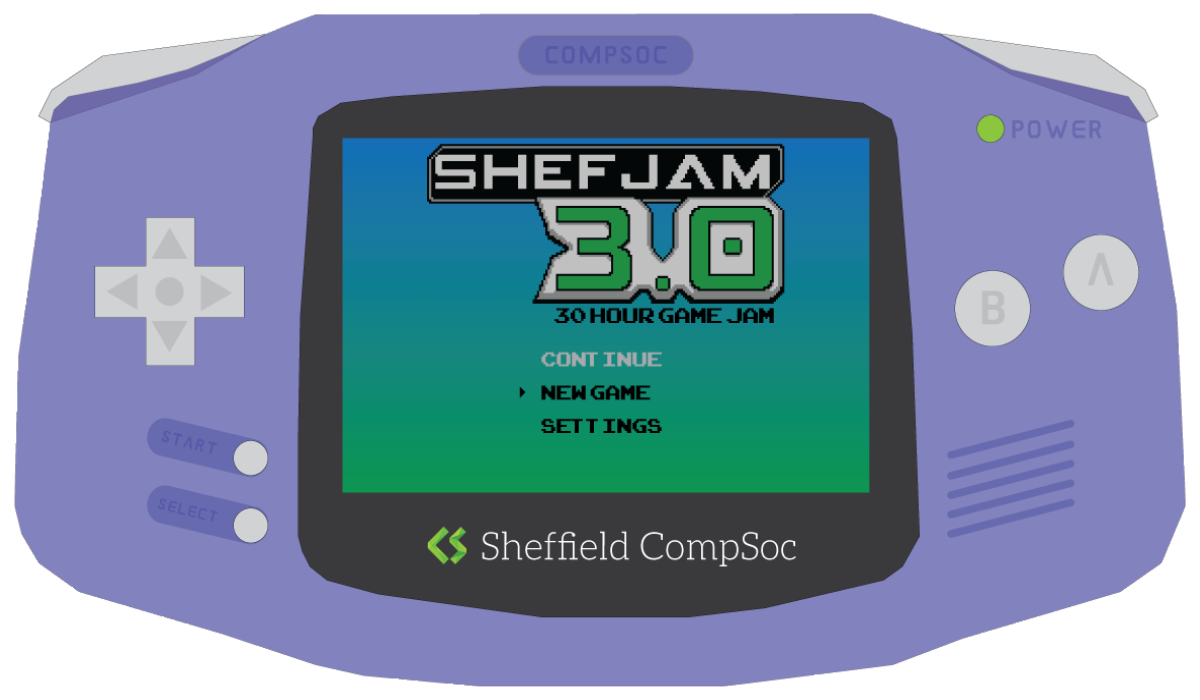 COMPSOC
POWER
SHEFJAM
3.0
30 HOUR GAME JAM
CONTINUE
NEW GAME
SETTINGS
A
B
START
SELECT
Sheffield CompSoc